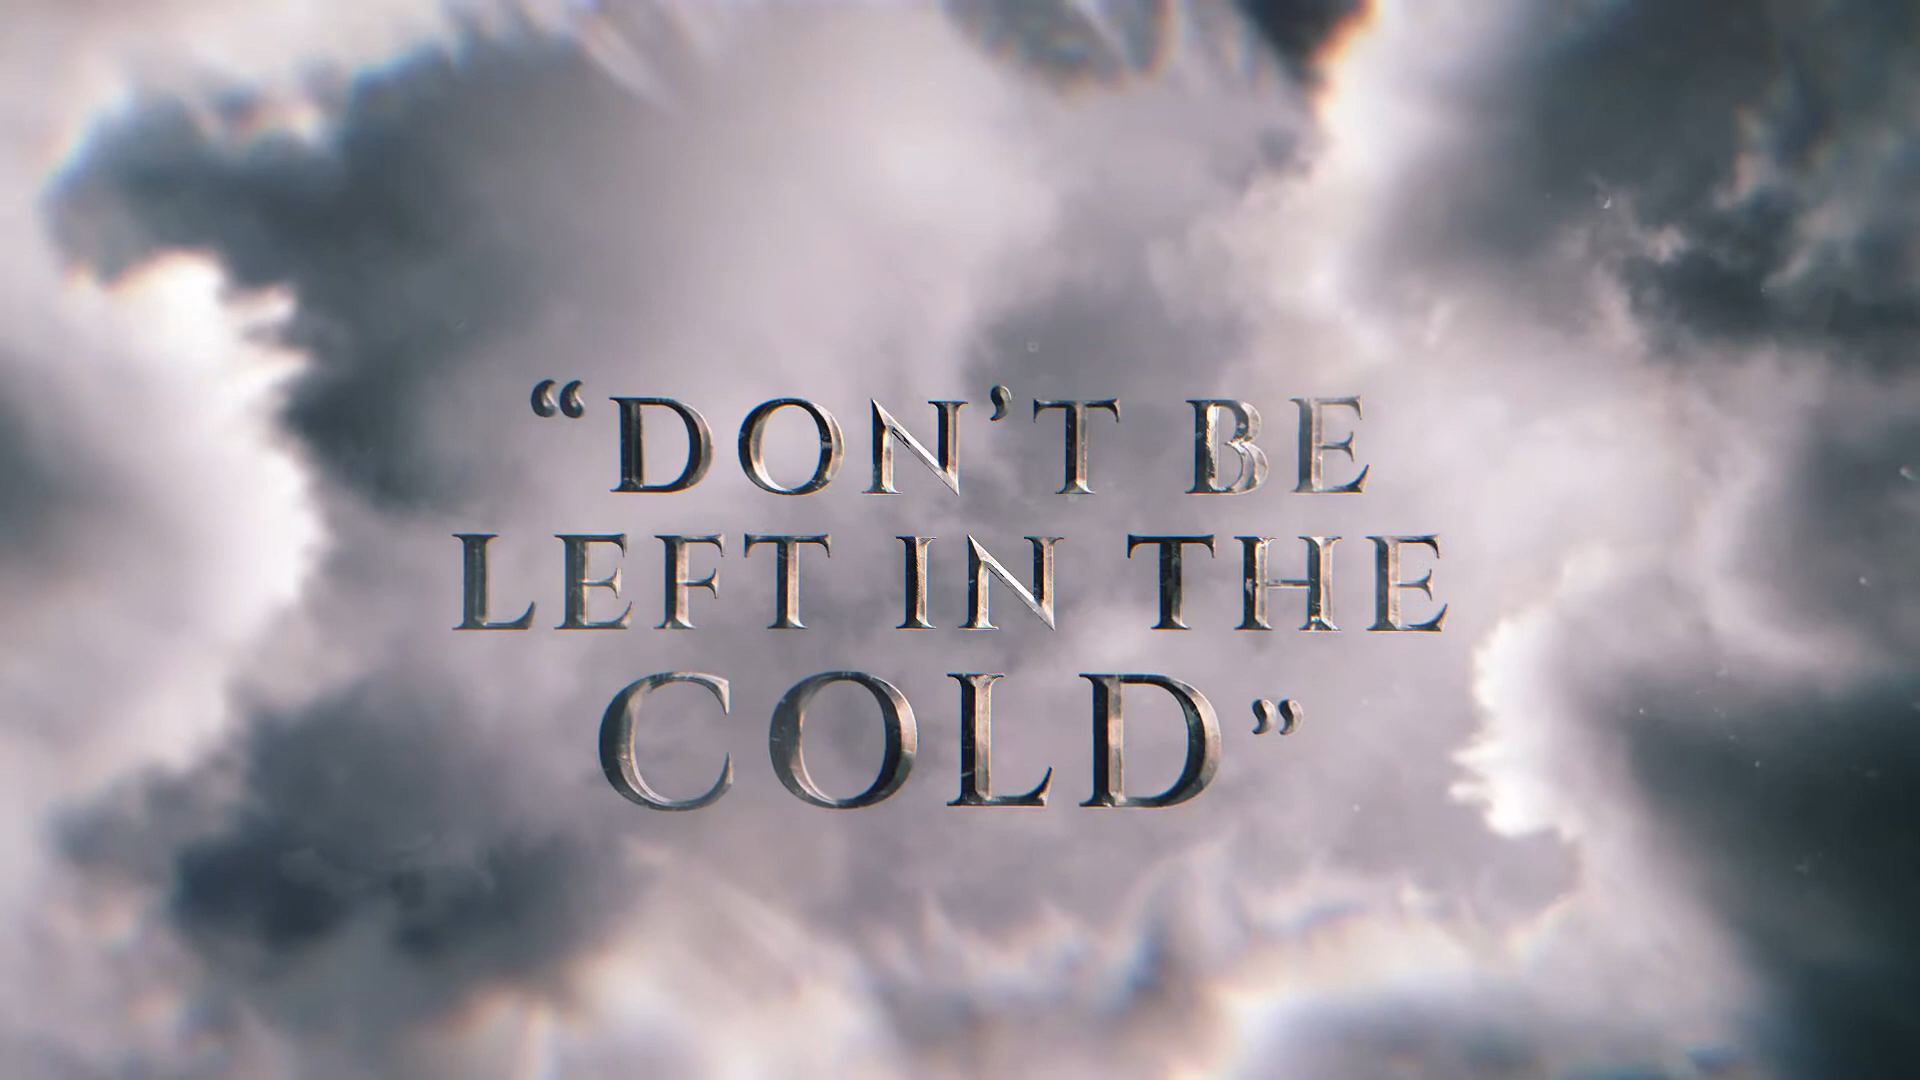 “DON’T BE
LEFT IN THE
COLD”